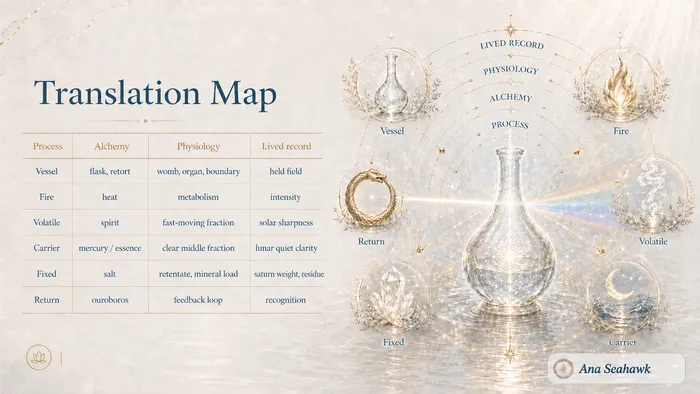 Translation Map
Process Alchemy Physiology Lived record
Vessel flask, retort womb, organ, boundary held field
Fire heat metabolism intensity
Volatile spirit fast-moving fraction solar sharpness
Carrier mercury / essence clear middle fraction lunar quiet clarity
Fixed salt retentate, mineral load saturn weight, residue
Return ouroboros feedback loop recognition
LIVED RECORD
PHYSIOLOGY
ALCHEMY
PROCESS
Vessel
Fire
Return
Volatile
Fixed
Carrier
Ana Seahawk